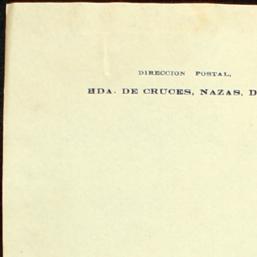 DIRECCION POSTAL,
HDA. DE CRUCES, NAZAS, D